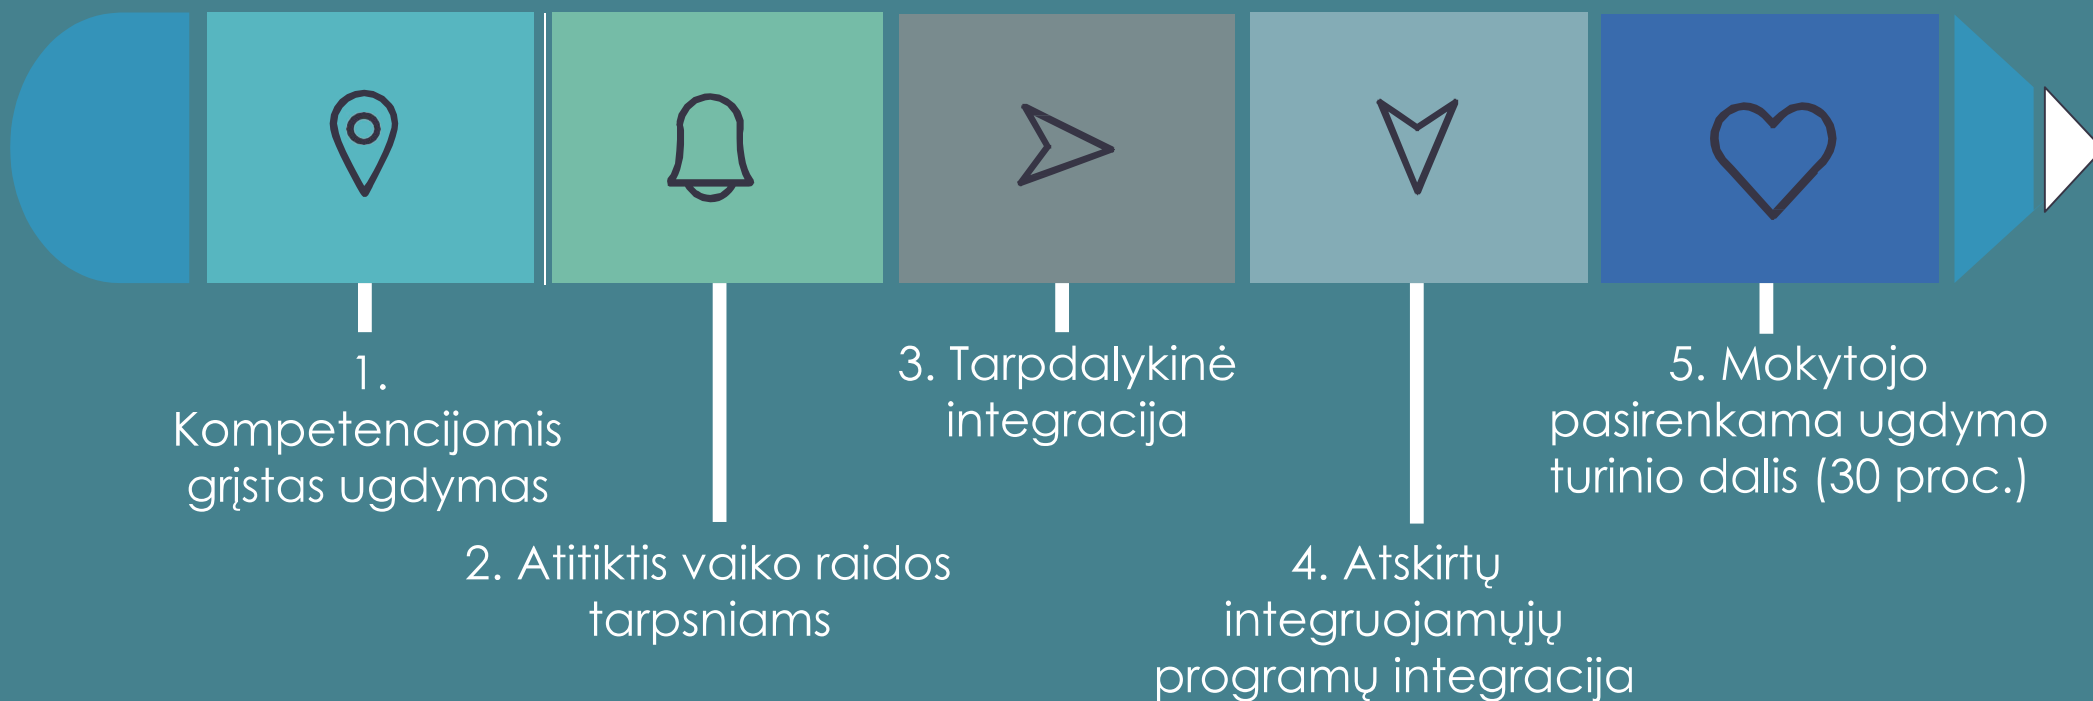 1.
Kompetencijomis
grįstas ugdymas
2. Atitiktis vaiko raidos
tarpsniams
3. Tarpdalykinė
integracija
4. Atskirtų
integruojamųjų
programų integracija
5. Mokytojo
pasirenkama ugdymo
turinio dalis (30 proc.)